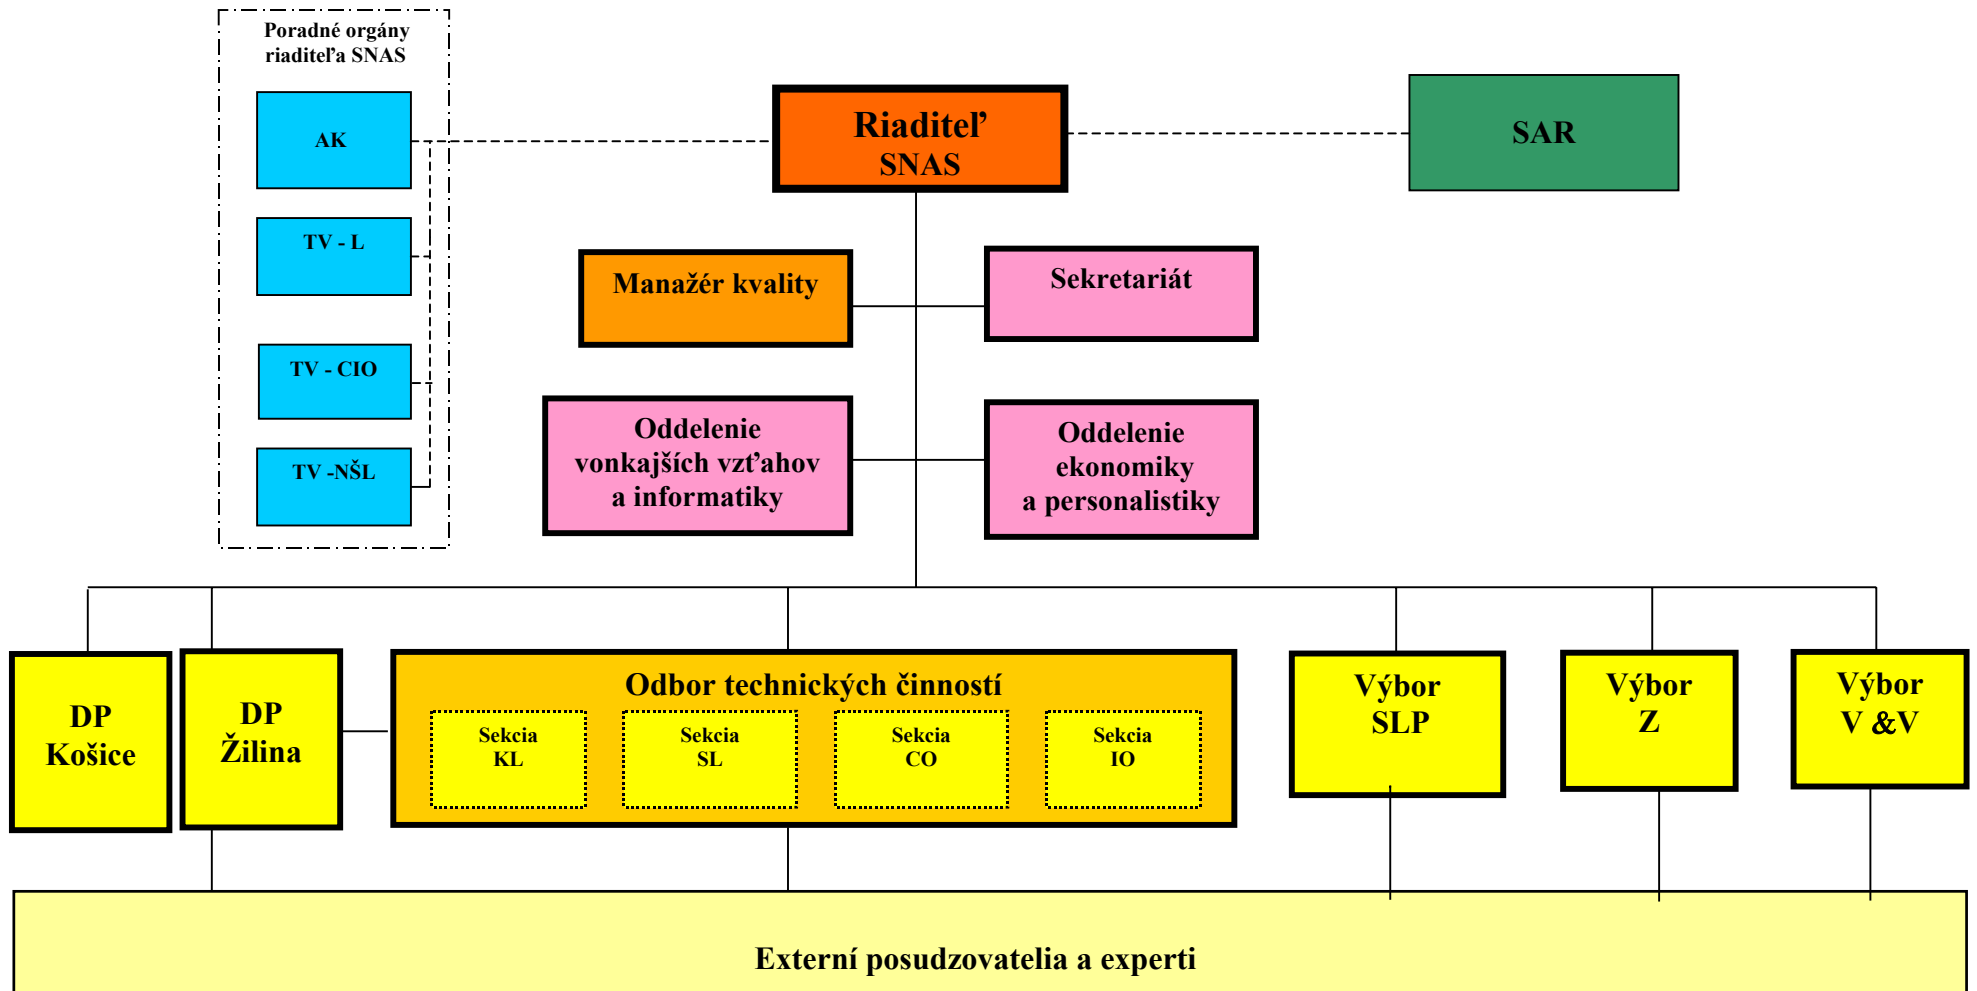 Poradné orgány
riaditeľa SNAS
AK
TV - L
TV - CIO
TV -NŠL
Riaditeľ
SNAS
SAR
Manažér kvality
Sekretariát
Oddelenie
vonkajších vzťahov
a informatiky
Oddelenie
ekonomiky
a personalistiky
DP
Košice
DP
Žilina
Odbor technických činností
Sekcia
KL
Sekcia
SL
Sekcia
CO
Sekcia
IO
Výbor
SLP
Výbor
Z
Výbor
V &V
Externí posudzovatelia a experti